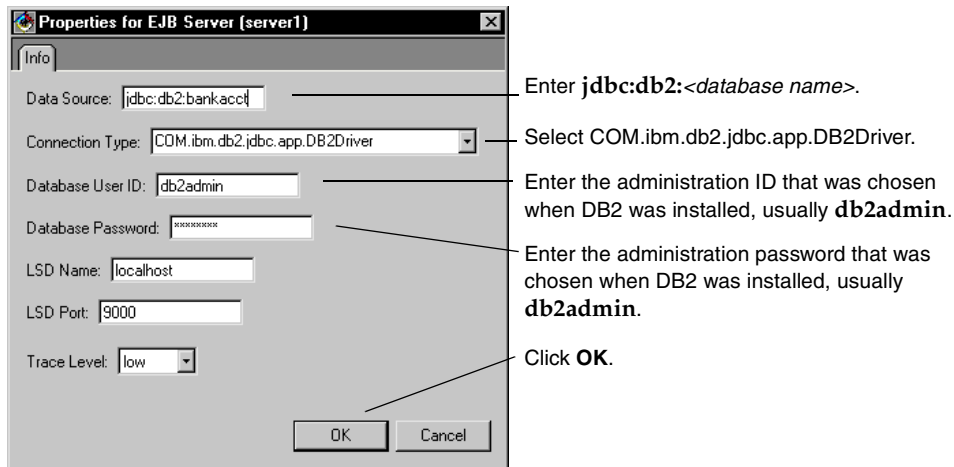 Properties for EJB Server (server1)
Info
Data Source: jdbc:db2:bankacct
Enter jdbc:db2:<database name>.
Connection Type: COM.ibm.db2.jdbc.app.DB2Driver
Select COM.ibm.db2.jdbc.app.DB2Driver.
Database User ID: db2admin
Enter the administration ID that was chosen
when DB2 was installed, usually db2admin.
Database Password: ********
Enter the administration password that was
chosen when DB2 was installed, usually
db2admin.
LSD Name: localhost
LSD Port: 9000
Trace Level: low
Click OK.
OK Cancel